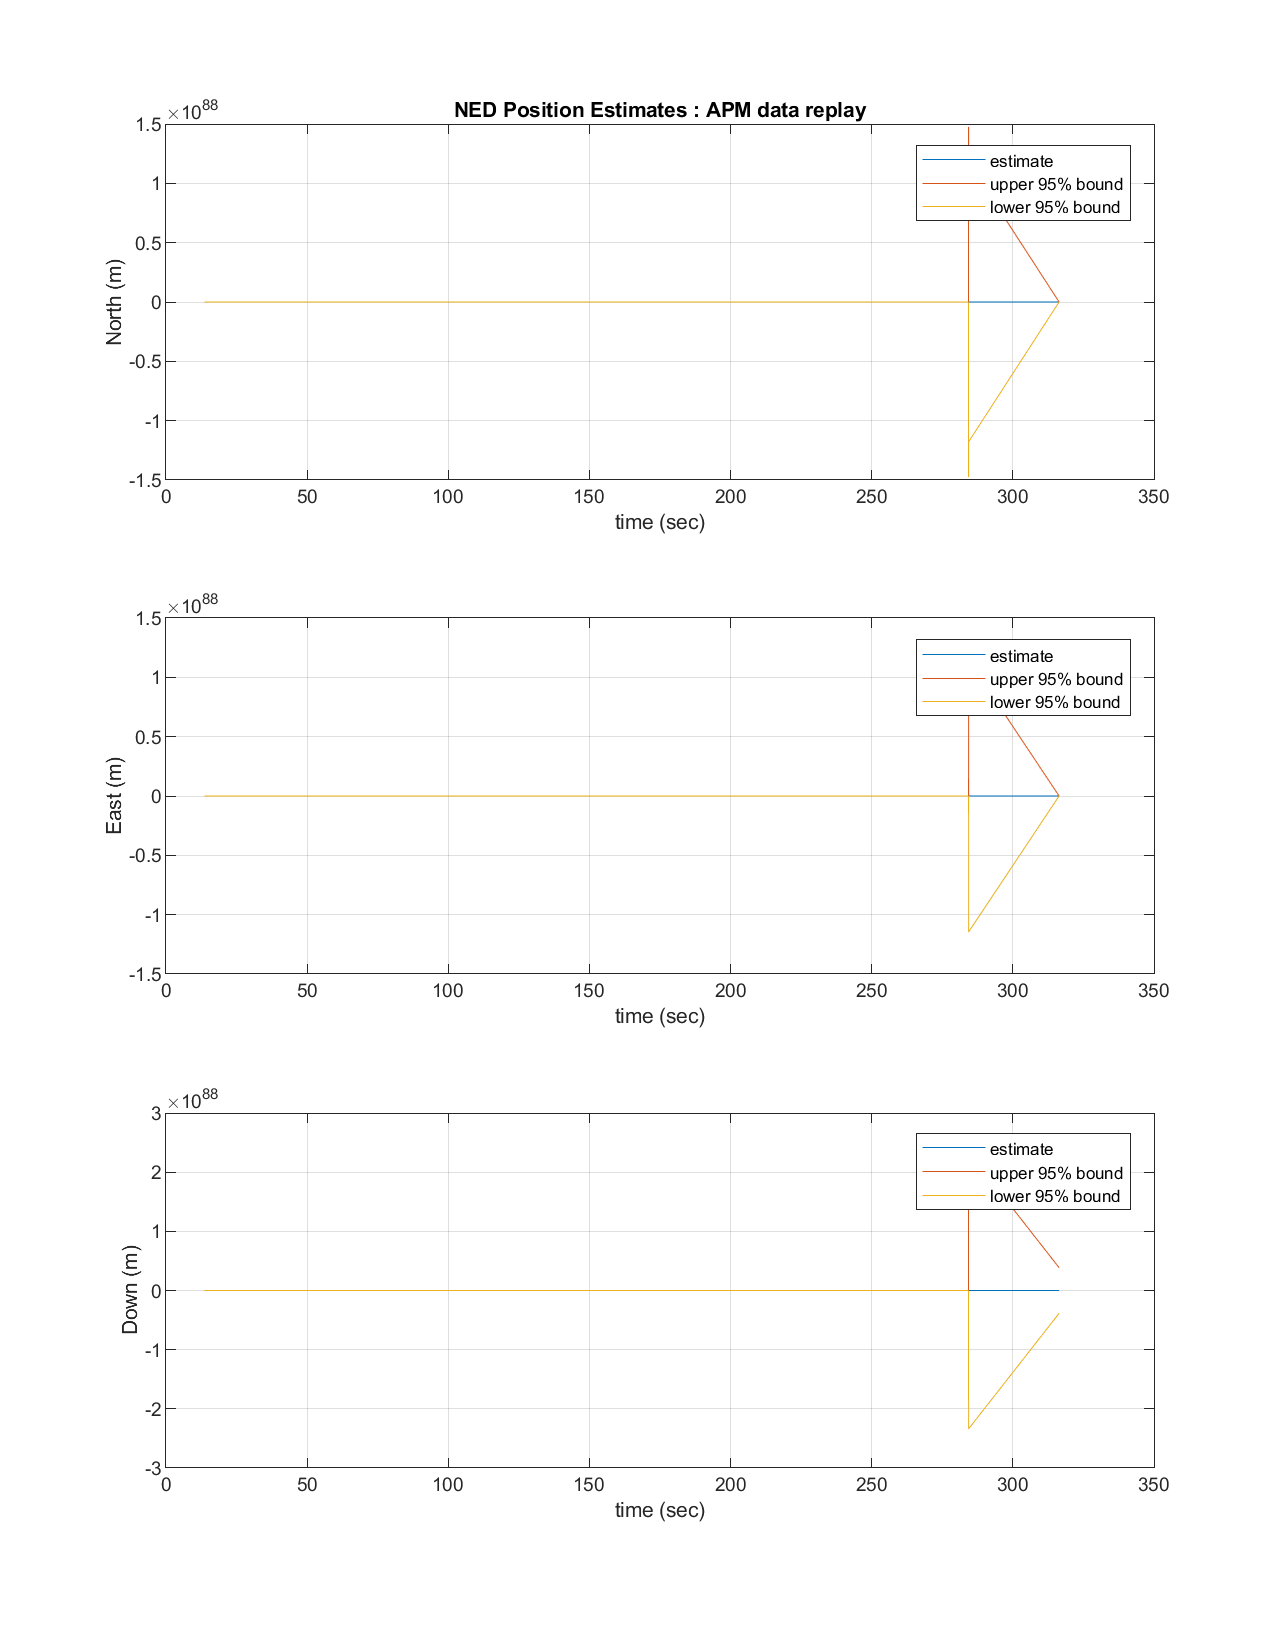 NED Position Estimates : APM data replay
×10^88
1.5
1
0.5
0
-0.5
-1
-1.5
North (m)
estimate
upper 95% bound
lower 95% bound
0 50 100 150 200 250 300 350
time (sec)
×10^88
1.5
1
0.5
0
-0.5
-1
-1.5
East (m)
estimate
upper 95% bound
lower 95% bound
0 50 100 150 200 250 300 350
time (sec)
×10^88
3
2
1
0
-1
-2
-3
Down (m)
estimate
upper 95% bound
lower 95% bound
0 50 100 150 200 250 300 350
time (sec)